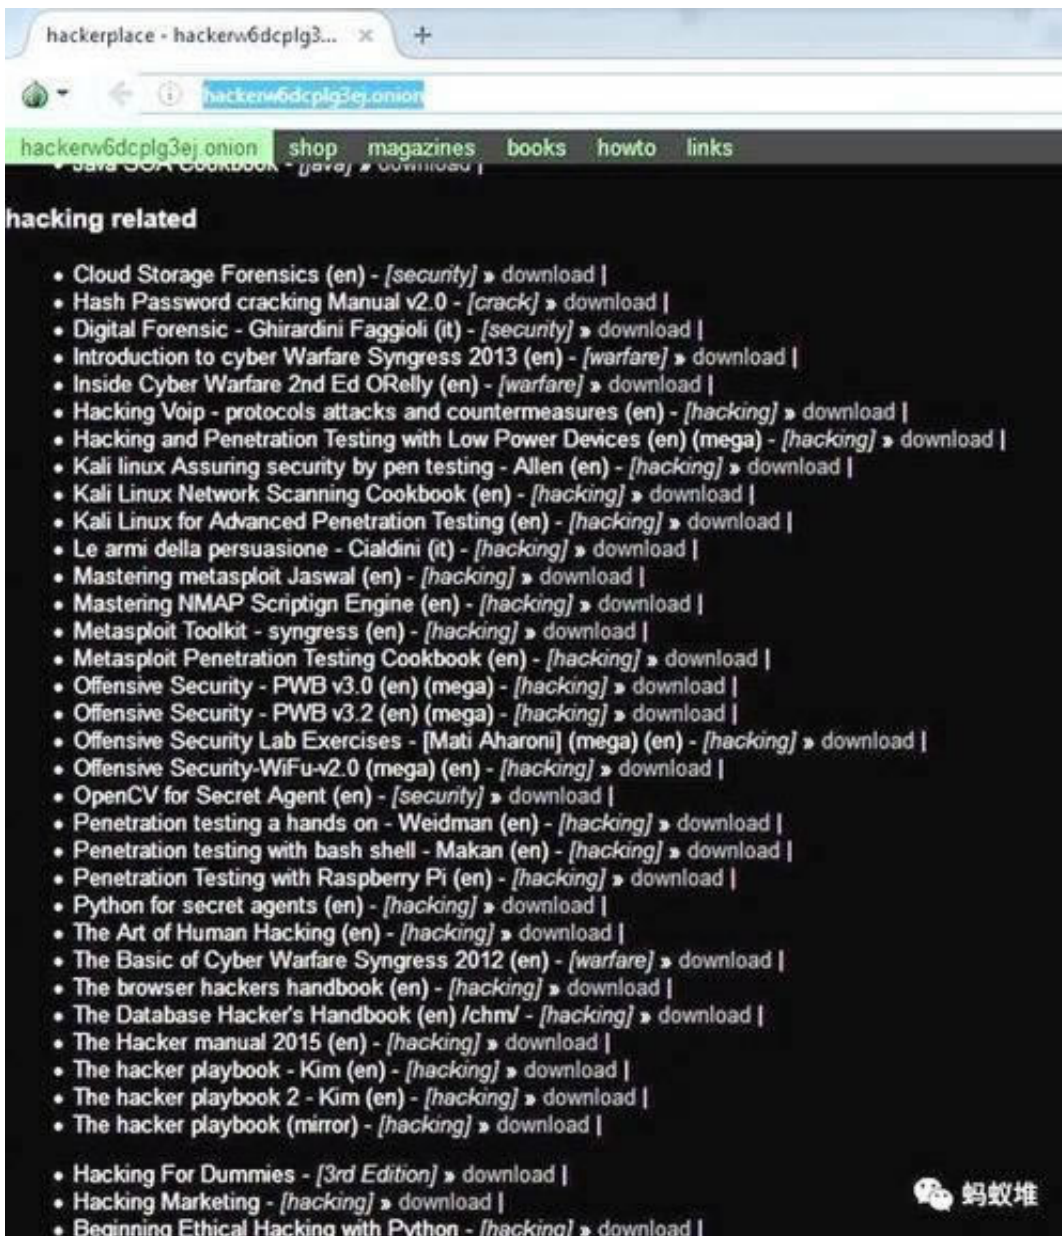 hackerplace - hackerw6dcplg3...
hackerw6dcplg3ej.onion
hackerw6dcplg3ej.onion shop magazines books howto links
Java SOA Cookbook - [java] » download |
hacking related
• Cloud Storage Forensics (en) - [security] » download |
• Hash Password cracking Manual v2.0 - [crack] » download |
• Digital Forensic - Ghirardini Faggioli (it) - [security] » download |
• Introduction to cyber Warfare Syngress 2013 (en) - [warfare] » download |
• Inside Cyber Warfare 2nd Ed ORelly (en) - [warfare] » download |
• Hacking Voip - protocols attacks and countermeasures (en) - [hacking] » download |
• Hacking and Penetration Testing with Low Power Devices (en) (mega) - [hacking] » download |
• Kali linux Assuring security by pen testing - Allen (en) - [hacking] » download |
• Kali Linux Network Scanning Cookbook (en) - [hacking] » download |
• Kali Linux for Advanced Penetration Testing (en) - [hacking] » download |
• Le armi della persuasione - Cialdini (it) - [hacking] » download |
• Mastering metasploit Jaswal (en) - [hacking] » download |
• Mastering NMAP Scriptign Engine (en) - [hacking] » download |
• Metasploit Toolkit - syngress (en) - [hacking] » download |
• Metasploit Penetration Testing Cookbook (en) - [hacking] » download |
• Offensive Security - PWB v3.0 (en) (mega) - [hacking] » download |
• Offensive Security - PWB v3.2 (en) (mega) - [hacking] » download |
• Offensive Security Lab Exercises - [Mati Aharoni] (mega) (en) - [hacking] » download |
• Offensive Security-WiFu-v2.0 (mega) (en) - [hacking] » download |
• OpenCV for Secret Agent (en) - [security] » download |
• Penetration testing a hands on - Weidman (en) - [hacking] » download |
• Penetration testing with bash shell - Makan (en) - [hacking] » download |
• Penetration Testing with Raspberry Pi (en) - [hacking] » download |
• Python for secret agents (en) - [hacking] » download |
• The Art of Human Hacking (en) - [hacking] » download |
• The Basic of Cyber Warfare Syngress 2012 (en) - [warfare] » download |
• The browser hackers handbook (en) - [hacking] » download |
• The Database Hacker's Handbook (en) /chm/ - [hacking] » download |
• The Hacker manual 2015 (en) - [hacking] » download |
• The hacker playbook - Kim (en) - [hacking] » download |
• The hacker playbook 2 - Kim (en) - [hacking] » download |
• The hacker playbook (mirror) - [hacking] » download |
• Hacking For Dummies - [3rd Edition] » download |
• Hacking Marketing - [hacking] » download |
• Beginning Ethical Hacking with Python - [hacking] » download |
蚂蚁堆